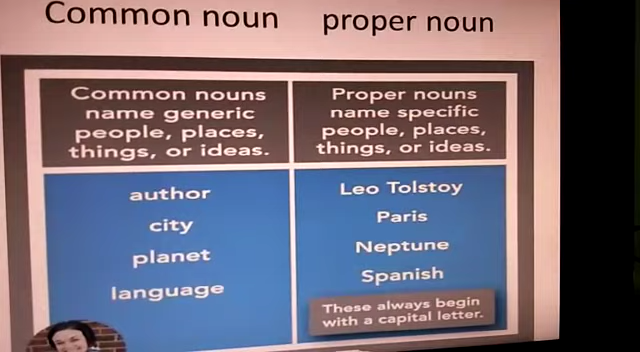 Common noun proper noun
Common nouns
name generic
people, places,
things, or ideas.
Proper nouns
name specific
people, places,
things, or ideas.
author
city
planet
language
Leo Tolstoy
Paris
Neptune
Spanish
These always begin
with a capital letter.